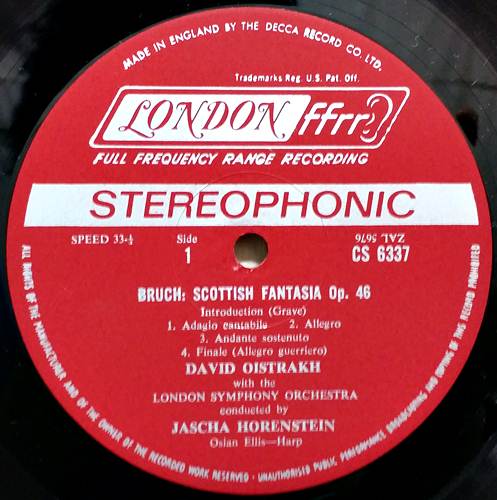 MADE IN ENGLAND BY THE DECCA RECORD CO. LTD.
Trademarks Reg. U.S. Pat. Off.
LONDON ffrr
FULL FREQUENCY RANGE RECORDING
STEREOPHONIC
SPEED 33-⅓
Side
1
ZAL 5676
CS 6337
BRUCH: SCOTTISH FANTASIA Op. 46
Introduction (Grave)
1. Adagio cantabile 2. Allegro
3. Andante sostenuto
4. Finale (Allegro guerriero)
DAVID OISTRAKH
with the
LONDON SYMPHONY ORCHESTRA
conducted by
JASCHA HORENSTEIN
Osian Ellis—Harp
ALL RIGHTS OF THE MANUFACTURER AND OF THE OWNER OF THE RECORDED WORK RESERVED · UNAUTHORISED PUBLIC PERFORMANCE BROADCASTING AND COPYING OF THIS RECORD PROHIBITED